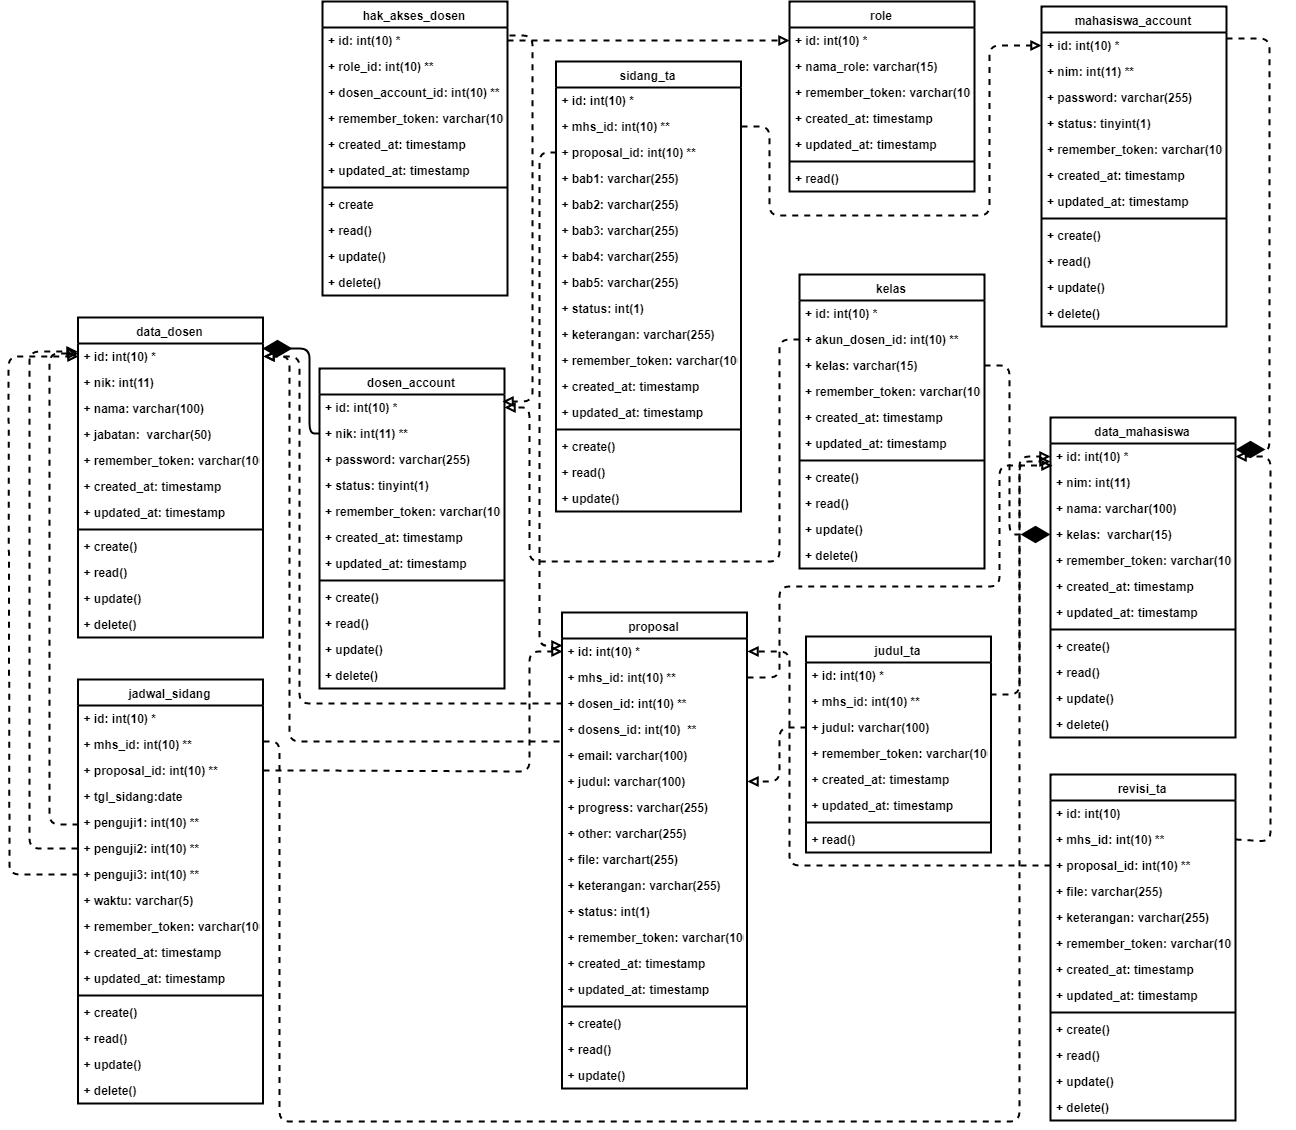 hak_akses_dosen
+ id: int(10) *
+ role_id: int(10) **
+ dosen_account_id: int(10) **
+ remember_token: varchar(10
+ created_at: timestamp
+ updated_at: timestamp
+ create
+ read()
+ update()
+ delete()
sidang_ta
+ id: int(10) *
+ mhs_id: int(10) **
+ proposal_id: int(10) **
+ bab1: varchar(255)
+ bab2: varchar(255)
+ bab3: varchar(255)
+ bab4: varchar(255)
+ bab5: varchar(255)
+ status: int(1)
+ keterangan: varchar(255)
+ remember_token: varchar(10
+ created_at: timestamp
+ updated_at: timestamp
+ create()
+ read()
+ update()
role
+ id: int(10) *
+ nama_role: varchar(15)
+ remember_token: varchar(10
+ created_at: timestamp
+ updated_at: timestamp
+ read()
mahasiswa_account
+ id: int(10) *
+ nim: int(11) **
+ password: varchar(255)
+ status: tinyint(1)
+ remember_token: varchar(10
+ created_at: timestamp
+ updated_at: timestamp
+ create()
+ read()
+ update()
+ delete()
data_dosen
+ id: int(10) *
+ nik: int(11)
+ nama: varchar(100)
+ jabatan:  varchar(50)
+ remember_token: varchar(10
+ created_at: timestamp
+ updated_at: timestamp
+ create()
+ read()
+ update()
+ delete()
dosen_account
+ id: int(10) *
+ nik: int(11) **
+ password: varchar(255)
+ status: tinyint(1)
+ remember_token: varchar(10
+ created_at: timestamp
+ updated_at: timestamp
+ create()
+ read()
+ update()
+ delete()
kelas
+ id: int(10) *
+ akun_dosen_id: int(10) **
+ kelas: varchar(15)
+ remember_token: varchar(10
+ created_at: timestamp
+ updated_at: timestamp
+ create()
+ read()
+ update()
+ delete()
data_mahasiswa
+ id: int(10) *
+ nim: int(11)
+ nama: varchar(100)
+ kelas:  varchar(15)
+ remember_token: varchar(10
+ created_at: timestamp
+ updated_at: timestamp
+ create()
+ read()
+ update()
+ delete()
jadwal_sidang
+ id: int(10) *
+ mhs_id: int(10) **
+ proposal_id: int(10) **
+ tgl_sidang:date
+ penguji1: int(10) **
+ penguji2: int(10) **
+ penguji3: int(10) **
+ waktu: varchar(5)
+ remember_token: varchar(10
+ created_at: timestamp
+ updated_at: timestamp
+ create()
+ read()
+ update()
+ delete()
proposal
+ id: int(10) *
+ mhs_id: int(10) **
+ dosen_id: int(10) **
+ dosens_id: int(10)  **
+ email: varchar(100)
+ judul: varchar(100)
+ progress: varchar(255)
+ other: varchar(255)
+ file: varchart(255)
+ keterangan: varchar(255)
+ status: int(1)
+ remember_token: varchar(10
+ created_at: timestamp
+ updated_at: timestamp
+ create()
+ read()
+ update()
judul_ta
+ id: int(10) *
+ mhs_id: int(10) **
+ judul: varchar(100)
+ remember_token: varchar(10
+ created_at: timestamp
+ updated_at: timestamp
+ read()
revisi_ta
+ id: int(10)
+ mhs_id: int(10) **
+ proposal_id: int(10) **
+ file: varchar(255)
+ keterangan: varchar(255)
+ remember_token: varchar(10
+ created_at: timestamp
+ updated_at: timestamp
+ create()
+ read()
+ update()
+ delete()